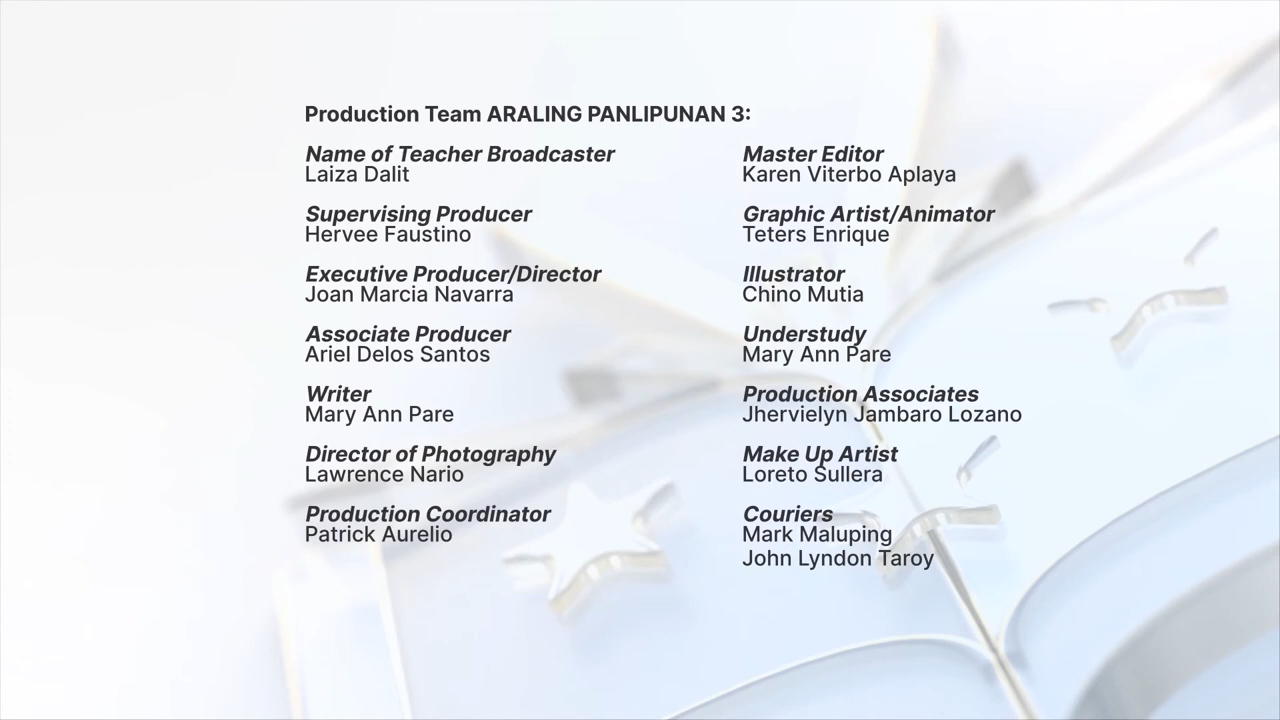 Production Team ARALING PANLIPUNAN 3:
Name of Teacher Broadcaster
Laiza Dalit
Supervising Producer
Hervee Faustino
Executive Producer/Director
Joan Marcia Navarra
Associate Producer
Ariel Delos Santos
Writer
Mary Ann Pare
Director of Photography
Lawrence Nario
Production Coordinator
Patrick Aurelio
Master Editor
Karen Viterbo Aplaya
Graphic Artist/Animator
Teters Enrique
Illustrator
Chino Mutia
Understudy
Mary Ann Pare
Production Associates
Jhervielyn Jambaro Lozano
Make Up Artist
Loreto Sullera
Couriers
Mark Maluping
John Lyndon Taroy